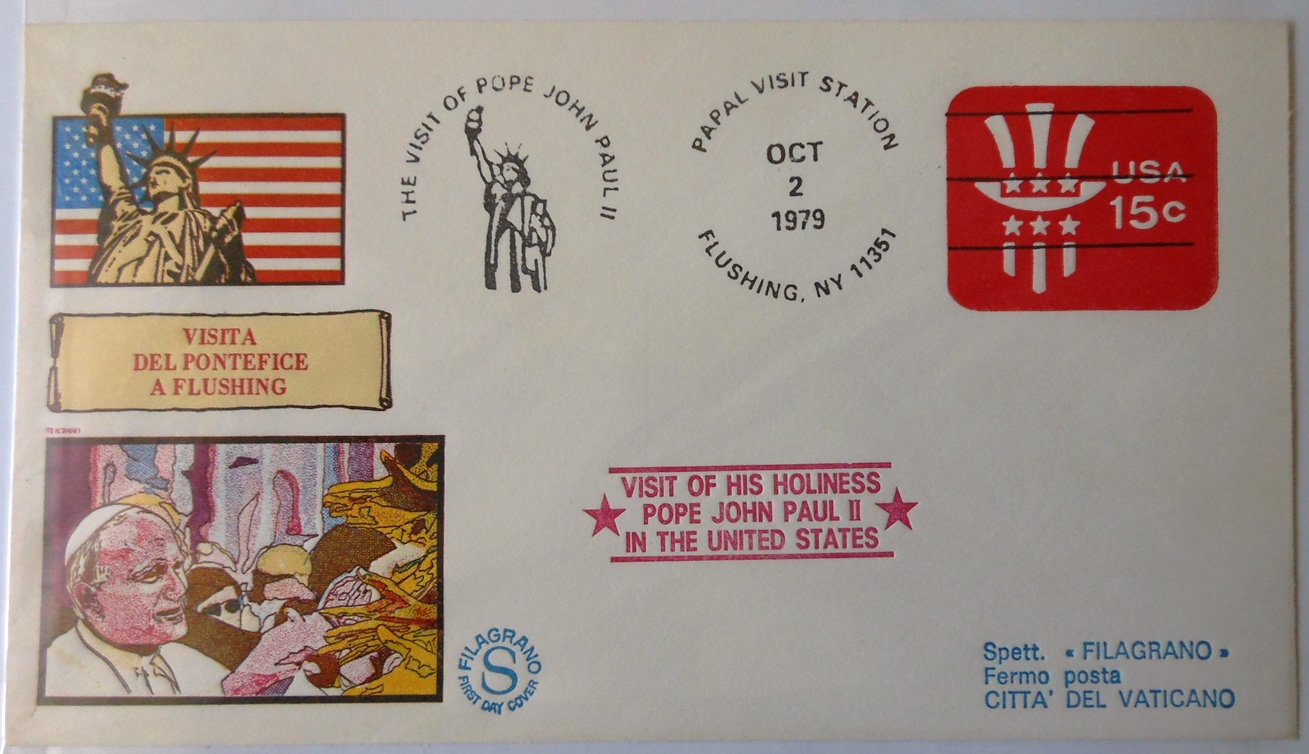 THE VISIT OF POPE JOHN PAUL II
PAPAL VISIT STATION
OCT
2
1979
FLUSHING, NY 11351
USA
15c
VISITA
DEL PONTEFICE
A FLUSHING
VISIT OF HIS HOLINESS
POPE JOHN PAUL II
IN THE UNITED STATES
FILAGRANO
S
FIRST DAY COVER
Spett. « FILAGRANO »
Fermo posta
CITTA' DEL VATICANO